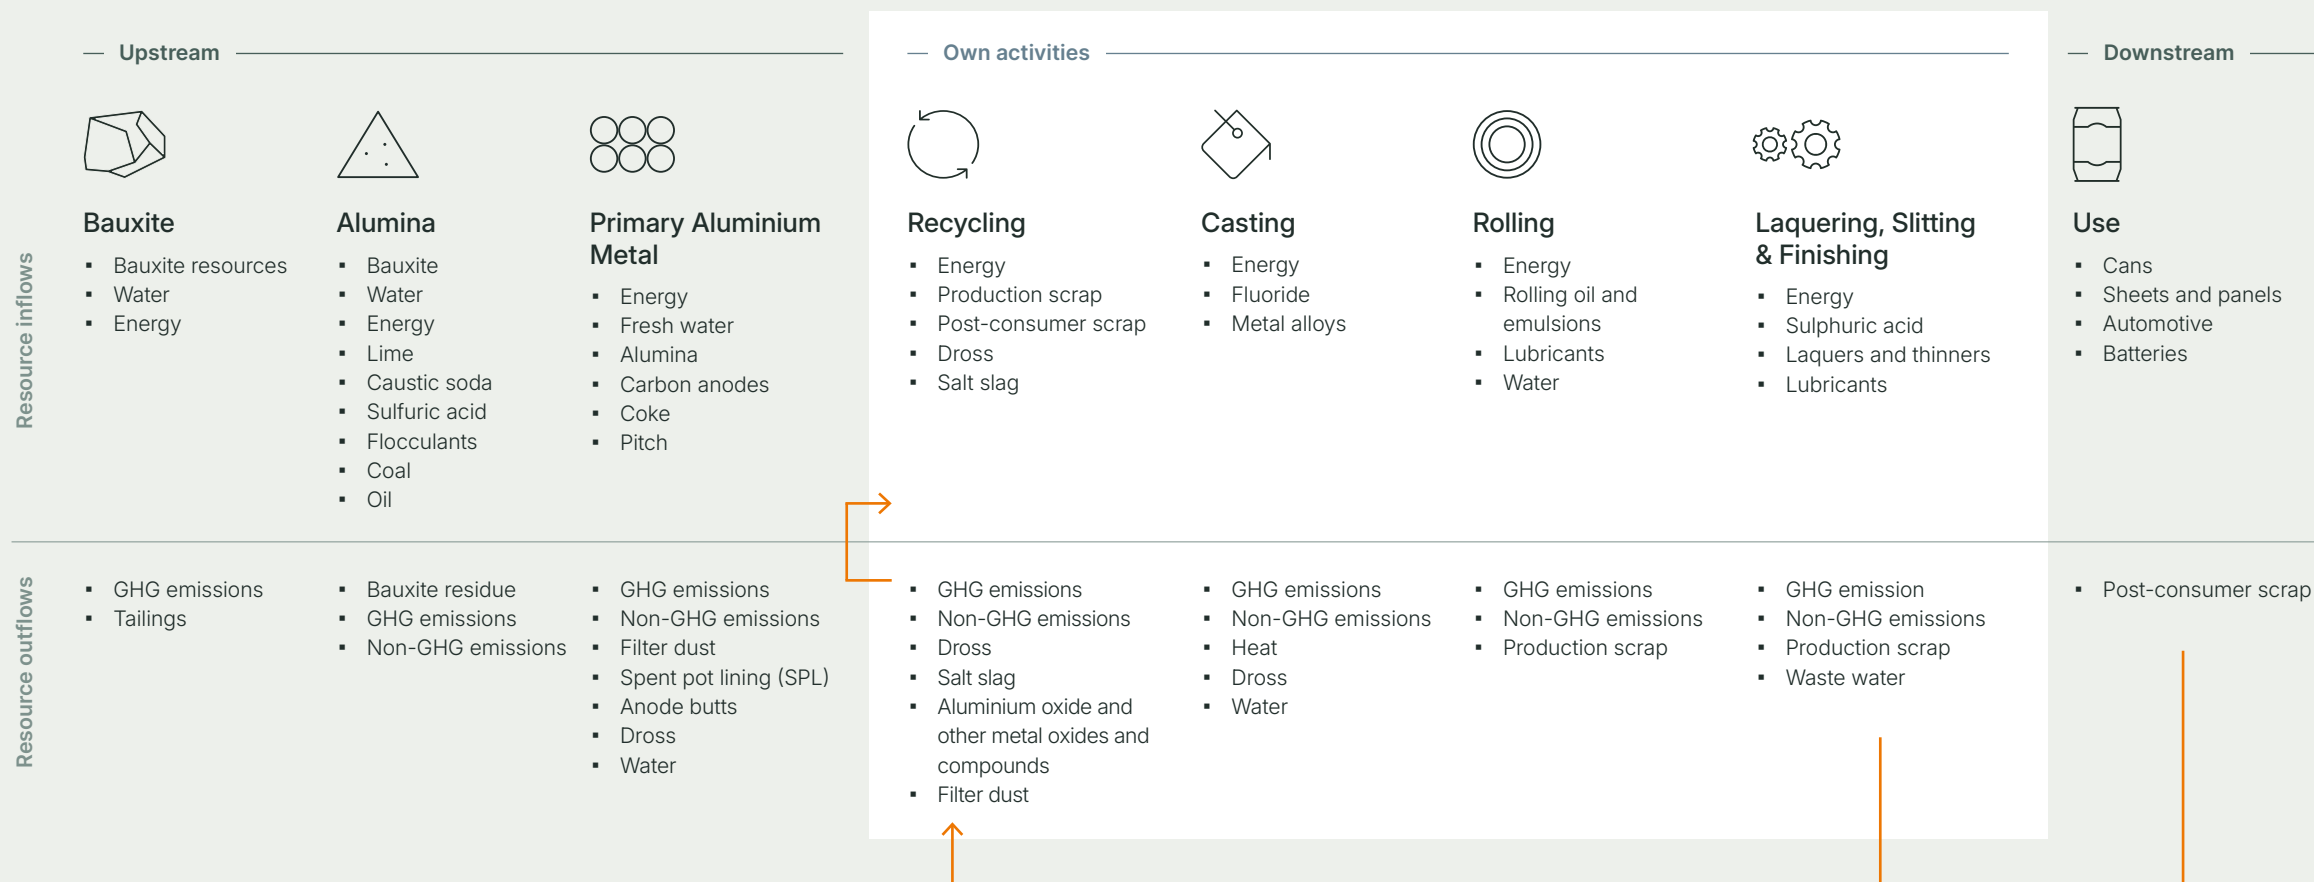 Upstream
Own activities
Downstream
Resource inflows
Bauxite
Bauxite resources
Water
Energy
Alumina
Bauxite
Water
Energy
Lime
Caustic soda
Sulfuric acid
Flocculants
Coal
Oil
Primary Aluminium
Metal
Energy
Fresh water
Alumina
Carbon anodes
Coke
Pitch
Recycling
Energy
Production scrap
Post-consumer scrap
Dross
Salt slag
Casting
Energy
Fluoride
Metal alloys
Rolling
Energy
Rolling oil and
emulsions
Lubricants
Water
Laquering, Slitting
& Finishing
Energy
Sulphuric acid
Laquers and thinners
Lubricants
Use
Cans
Sheets and panels
Automotive
Batteries
Resource outflows
GHG emissions
Tailings
Bauxite residue
GHG emissions
Non-GHG emissions
GHG emissions
Non-GHG emissions
Filter dust
Spent pot lining (SPL)
Anode butts
Dross
Water
GHG emissions
Non-GHG emissions
Dross
Salt slag
Aluminium oxide and
other metal oxides and
compounds
Filter dust
GHG emissions
Non-GHG emissions
Heat
Dross
Water
GHG emissions
Non-GHG emissions
Production scrap
GHG emission
Non-GHG emissions
Production scrap
Waste water
Post-consumer scrap